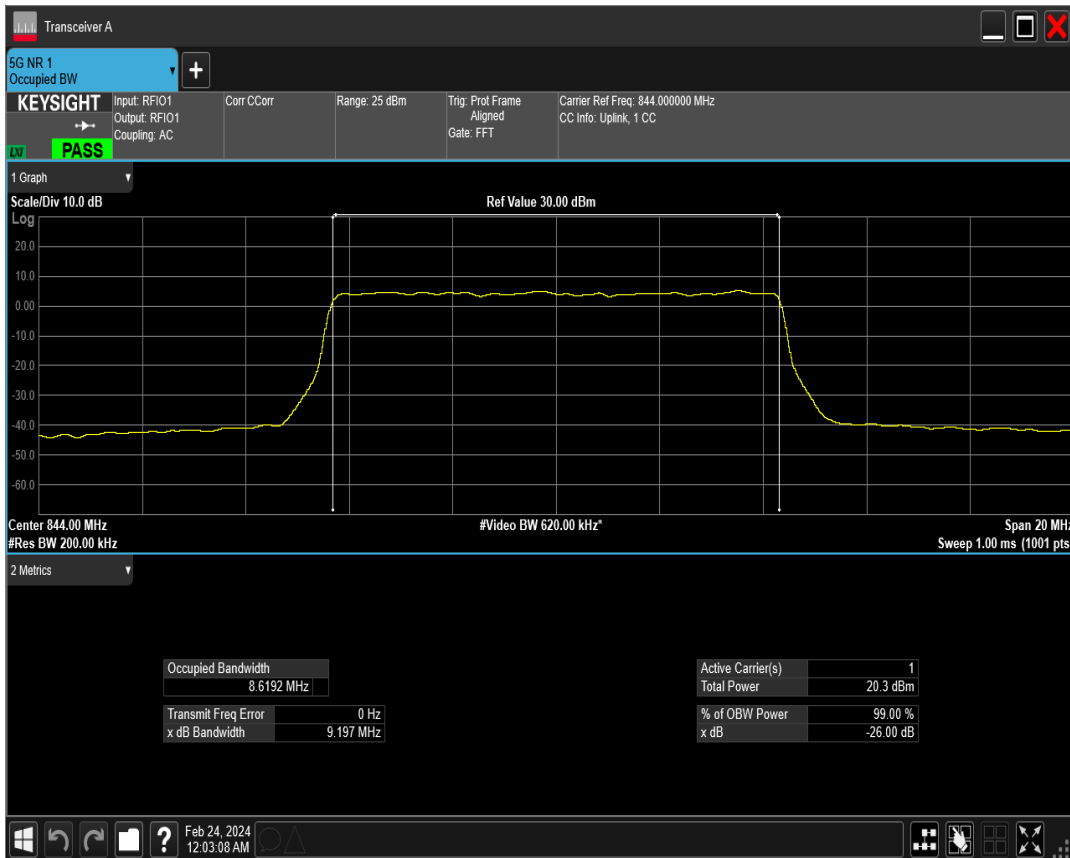 Transceiver A
5G NR 1
Occupied BW
+
KEYSIGHT
LXI
PASS
Input: RFIO1
Output: RFIO1
Coupling: AC
Corr CCorr
Range: 25 dBm
Trig: Prot Frame
Aligned
Gate: FFT
Carrier Ref Freq: 844.000000 MHz
CC Info: Uplink, 1 CC
1 Graph
Scale/Div 10.0 dB
Ref Value 30.00 dBm
Log
20.0
10.0
0.00
-10.0
-20.0
-30.0
-40.0
-50.0
-60.0
Center 844.00 MHz
#Video BW 620.00 kHz*
Span 20 MHz
#Res BW 200.00 kHz
Sweep 1.00 ms (1001 pts
2 Metrics
Occupied Bandwidth
8.6192 MHz
Transmit Freq Error 0 Hz
x dB Bandwidth 9.197 MHz
Active Carrier(s) 1
Total Power 20.3 dBm
% of OBW Power 99.00 %
x dB -26.00 dB
?
Feb 24, 2024
12:03:08 AM